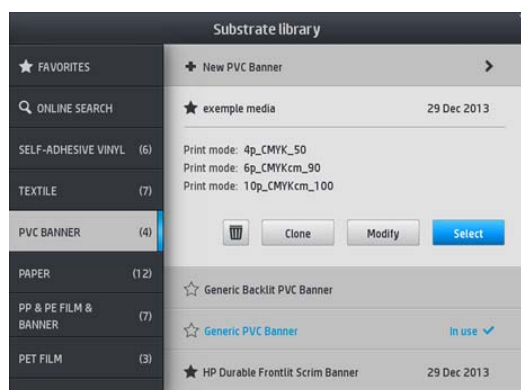 Substrate library
FAVORITES
ONLINE SEARCH
SELF-ADHESIVE VINYL (6)
TEXTILE (7)
PVC BANNER (4)
PAPER (12)
PP & PE FILM &
BANNER (7)
PET FILM (3)
New PVC Banner
exemple media 29 Dec 2013
Print mode: 4p_CMYK_50
Print mode: 6p_CMYKcm_90
Print mode: 10p_CMYKcm_100
Clone Modify Select
Generic Backlit PVC Banner
Generic PVC Banner In use
HP Durable Frontlit Scrim Banner 29 Dec 2013